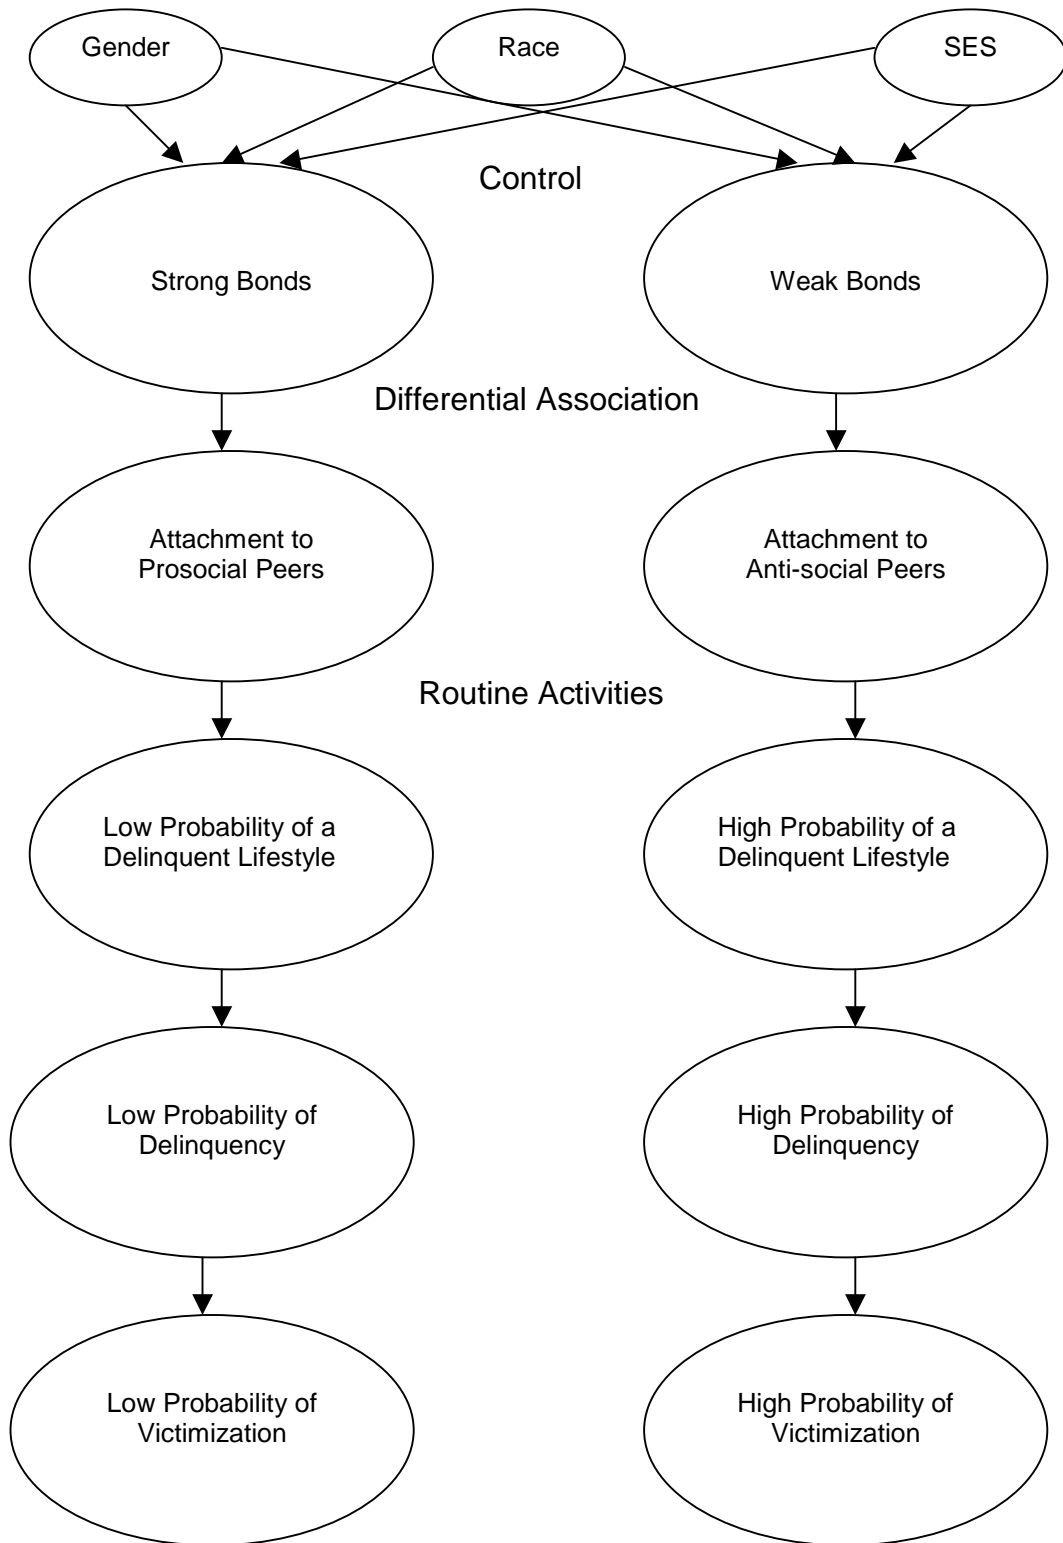 Gender
Race
SES
Control
Strong Bonds
Weak Bonds
Differential Association
Attachment to
Prosocial Peers
Attachment to
Anti-social Peers
Routine Activities
Low Probability of a
Delinquent Lifestyle
High Probability of a
Delinquent Lifestyle
Low Probability of
Delinquency
High Probability of
Delinquency
Low Probability of
Victimization
High Probability of
Victimization